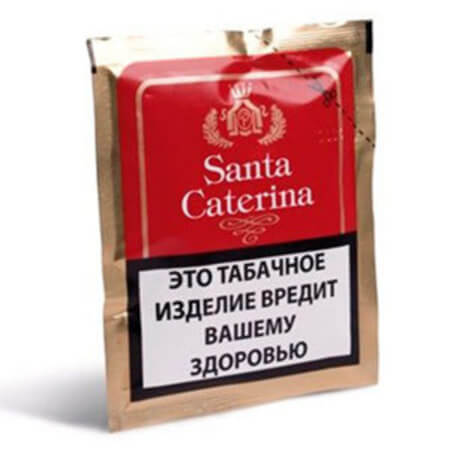 Santa
Caterina
ЭТО ТАБАЧНОЕ
ИЗДЕЛИЕ ВРЕДИТ
ВАШЕМУ
ЗДОРОВЬЮ